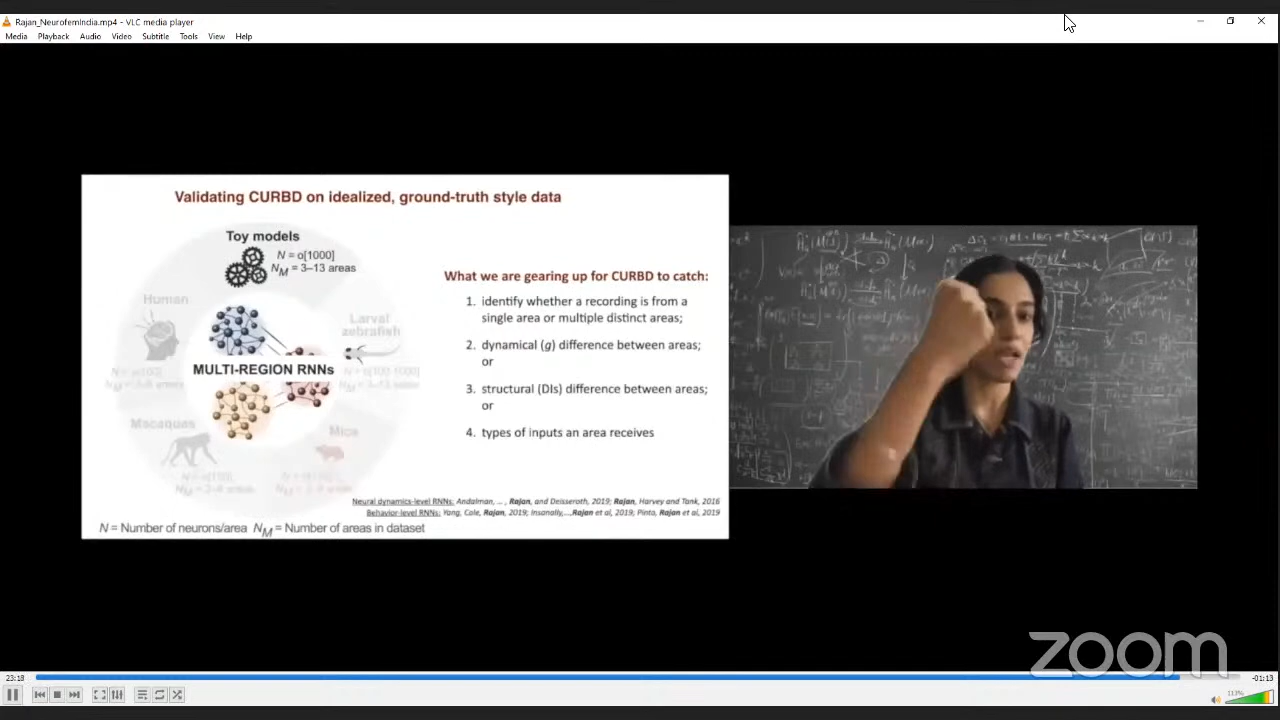 Rajan_NeurofemIndia.mp4 - VLC media player
Media Playback Audio Video Subtitle Tools View Help
Validating CURBD on idealized, ground-truth style data
Toy models
N = o[1000]
N_M = 3–13 areas
Human
Larval
zebrafish
MULTI-REGION RNNs
Macaques
Mice
What we are gearing up for CURBD to catch:
1. identify whether a recording is from a
single area or multiple distinct areas;
2. dynamical (g) difference between areas;
or
3. structural (DIs) difference between areas;
or
4. types of inputs an area receives
Neural dynamics-level RNNs: Andalman, .. , Rajan, and Deisseroth, 2019; Rajan, Harvey and Tank, 2016
Behavior-level RNNs: Yang, Cole, Rajan, 2019; Insanally,..,Rajan et al, 2019; Pinto, Rajan et al, 2019
N = Number of neurons/area N_M = Number of areas in dataset
zoom
23:18
-01:13
113%